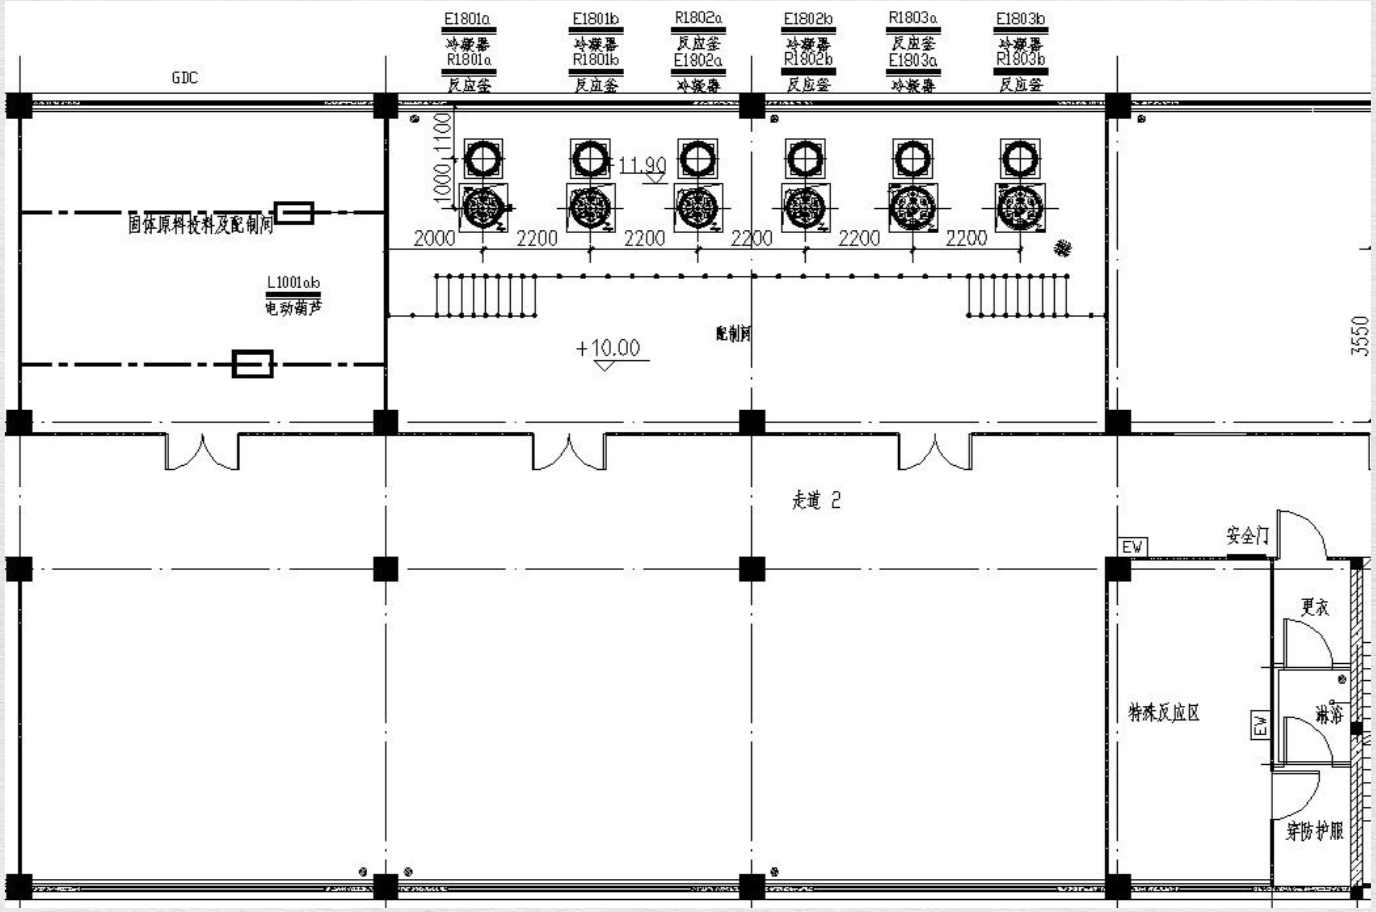 E1801a
冷凝器
R1801a
反应釜
E1801b
冷凝器
R1801b
反应釜
R1802a
反应釜
E1802a
冷凝器
E1802b
冷凝器
R1802b
反应釜
R1803a
反应釜
E1803a
冷凝器
E1803b
冷凝器
R1803b
反应釜
GDC
1100
1000
+11.90
2000
2200
2200
2200
2200
2200
固体原料投料及配制间
L1001ab
电动葫芦
配制间
+10.00
3550
走道 2
EW
安全门
更衣
特殊反应区
EW
淋浴
穿防护服